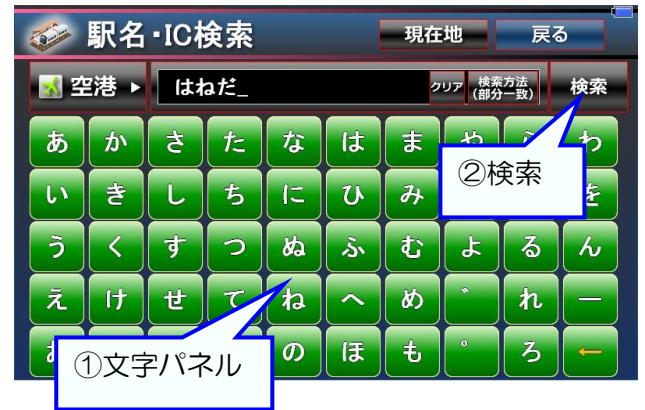 駅名・IC検索 現在地 戻る
空港 ▶ はねだ_ クリア 検索方法(部分一致) 検索
あ か さ た な は ま や ら わ
い き し ち に ひ み を
う く す つ ぬ ふ む よ る ん
え け せ て ね へ め ゛ れ ー
の ほ も ゜ ろ ←
②検索
①文字パネル